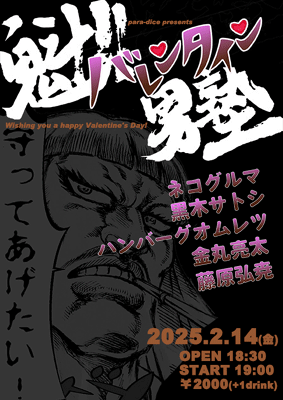 para-dice presents
魁!!
バレンタイン
男塾
Wishing you a happy Valentine's Day!
すってあげたい!
ネコグルマ
黒木サトシ
ハンバーグオムレツ
金丸亮太
藤原弘堯
2025.2.14(金)
OPEN 18:30
START 19:00
¥2000(+1drink)